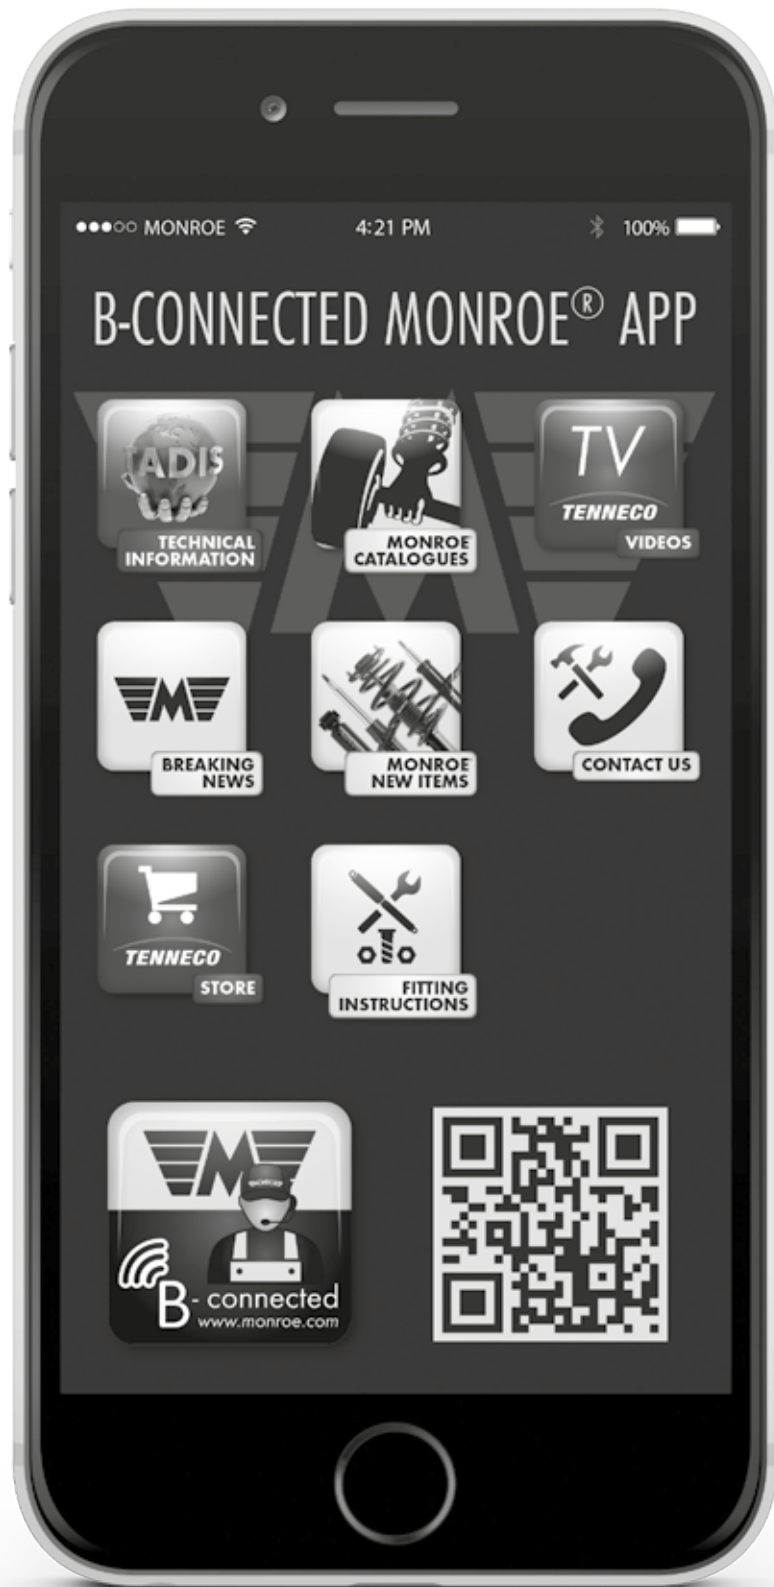 MONROE
4:21 PM
100%
B-CONNECTED MONROE® APP
TADIS
TECHNICAL
INFORMATION
MONROE
CATALOGUES
TV
TENNECO
VIDEOS
M
BREAKING
NEWS
MONROE
NEW ITEMS
CONTACT US
TENNECO
STORE
FITTING
INSTRUCTIONS
M
MONROE
B - connected
www.monroe.com